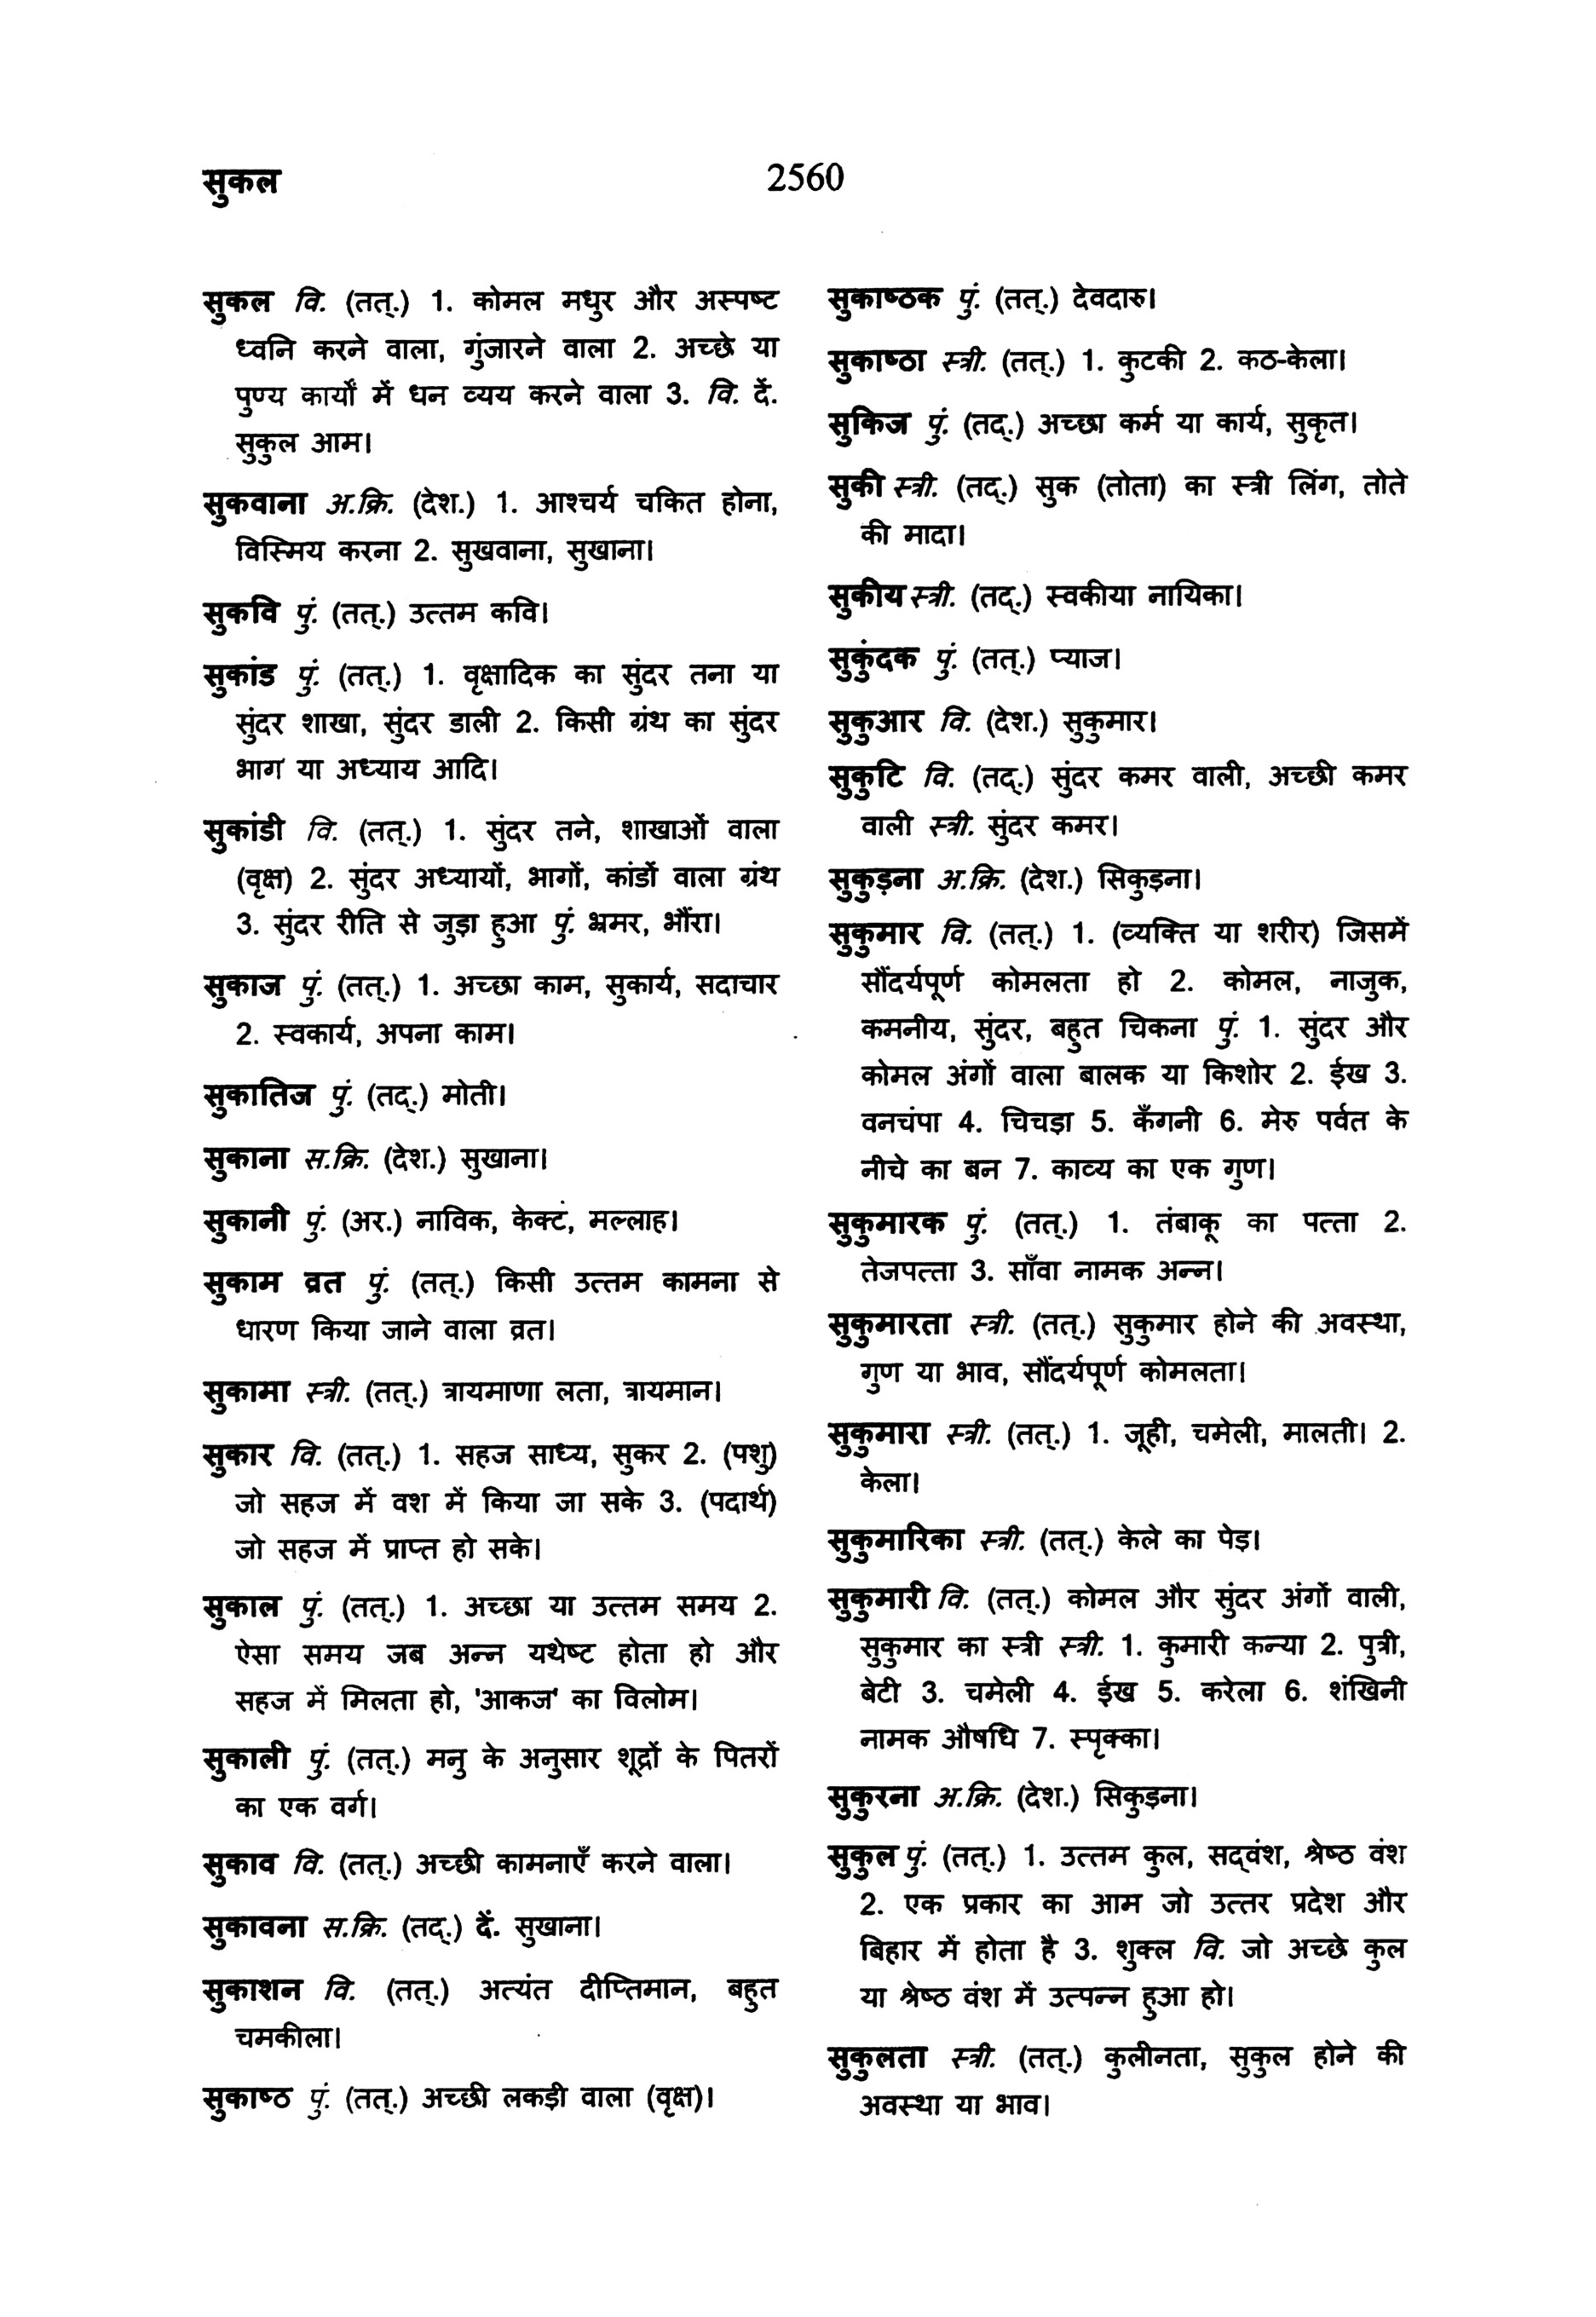 सुकल
2560
सुकल वि. (तत्.) 1. कोमल मधुर और अस्पष्ट
ध्वनि करने वाला, गुंजारने वाला 2. अच्छे या
पुण्य कार्यों में धन व्यय करने वाला 3. वि. दें.
सुकुल आम।
सुकवाना अ.क्रि. (देश.) 1. आश्चर्य चकित होना,
विस्मिय करना 2. सुखवाना, सुखाना।
सुकवि पुं. (तत्.) उत्तम कवि।
सुकांड पुं. (तत्.) 1. वृक्षादिक का सुंदर तना या
सुंदर शाखा, सुंदर डाली 2. किसी ग्रंथ का सुंदर
भाग या अध्याय आदि।
सुकांडी वि. (तत्.) 1. सुंदर तने, शाखाओं वाला
(वृक्ष) 2. सुंदर अध्यायों, भागों, कांडों वाला ग्रंथ
3. सुंदर रीति से जुड़ा हुआ पुं. भ्रमर, भौंरा।
सुकाज पुं. (तत्.) 1. अच्छा काम, सुकार्य, सदाचार
2. स्वकार्य, अपना काम।
सुकातिज पुं. (तद्.) मोती।
सुकाना स.क्रि. (देश.) सुखाना।
सुकानी पुं. (अर.) नाविक, केक्टं, मल्लाह।
सुकाम व्रत पुं. (तत्.) किसी उत्तम कामना से
धारण किया जाने वाला व्रत।
सुकामा स्त्री. (तत्.) त्रायमाणा लता, त्रायमान।
सुकार वि. (तत्.) 1. सहज साध्य, सुकर 2. (पशु)
जो सहज में वश में किया जा सके 3. (पदार्थ)
जो सहज में प्राप्त हो सके।
सुकाल पुं. (तत्.) 1. अच्छा या उत्तम समय 2.
ऐसा समय जब अन्न यथेष्ट होता हो और
सहज में मिलता हो, 'आकज' का विलोम।
सुकाली पुं. (तत्.) मनु के अनुसार शूद्रों के पितरों
का एक वर्ग।
सुकाव वि. (तत्.) अच्छी कामनाएँ करने वाला।
सुकावना स.क्रि. (तद्.) दें. सुखाना।
सुकाशन वि. (तत्.) अत्यंत दीप्तिमान, बहुत
चमकीला।
सुकाष्ठ पुं. (तत्.) अच्छी लकड़ी वाला (वृक्ष)।
सुकाष्ठक पुं. (तत्.) देवदारु।
सुकाष्ठा स्त्री. (तत्.) 1. कुटकी 2. कठ-केला।
सुकिज पुं. (तद्.) अच्छा कर्म या कार्य, सुकृत।
सुकी स्त्री. (तद्.) सुक (तोता) का स्त्री लिंग, तोते
की मादा।
सुकीय स्त्री. (तद्.) स्वकीया नायिका।
सुकुंदक पुं. (तत्.) प्याज।
सुकुआर वि. (देश.) सुकुमार।
सुकुटि वि. (तद्.) सुंदर कमर वाली, अच्छी कमर
वाली स्त्री. सुंदर कमर।
सुकुड़ना अ.क्रि. (देश.) सिकुड़ना।
सुकुमार वि. (तत्.) 1. (व्यक्ति या शरीर) जिसमें
सौंदर्यपूर्ण कोमलता हो 2. कोमल, नाजुक,
कमनीय, सुंदर, बहुत चिकना पुं. 1. सुंदर और
कोमल अंगों वाला बालक या किशोर 2. ईख 3.
वनचंपा 4. चिचड़ा 5. कँगनी 6. मेरु पर्वत के
नीचे का बन 7. काव्य का एक गुण।
सुकुमारक पुं. (तत्.) 1. तंबाकू का पत्ता 2.
तेजपत्ता 3. साँवा नामक अन्न।
सुकुमारता स्त्री. (तत्.) सुकुमार होने की अवस्था,
गुण या भाव, सौंदर्यपूर्ण कोमलता।
सुकुमारा स्त्री. (तत्.) 1. जूही, चमेली, मालती। 2.
केला।
सुकुमारिका स्त्री. (तत्.) केले का पेड़।
सुकुमारी वि. (तत्.) कोमल और सुंदर अंगों वाली,
सुकुमार का स्त्री स्त्री. 1. कुमारी कन्या 2. पुत्री,
बेटी 3. चमेली 4. ईख 5. करेला 6. शंखिनी
नामक औषधि 7. स्पृक्का।
सुकुरना अ.क्रि. (देश.) सिकुड़ना।
सुकुल पुं. (तत्.) 1. उत्तम कुल, सद्वंश, श्रेष्ठ वंश
2. एक प्रकार का आम जो उत्तर प्रदेश और
बिहार में होता है 3. शुक्ल वि. जो अच्छे कुल
या श्रेष्ठ वंश में उत्पन्न हुआ हो।
सुकुलता स्त्री. (तत्.) कुलीनता, सुकुल होने की
अवस्था या भाव।